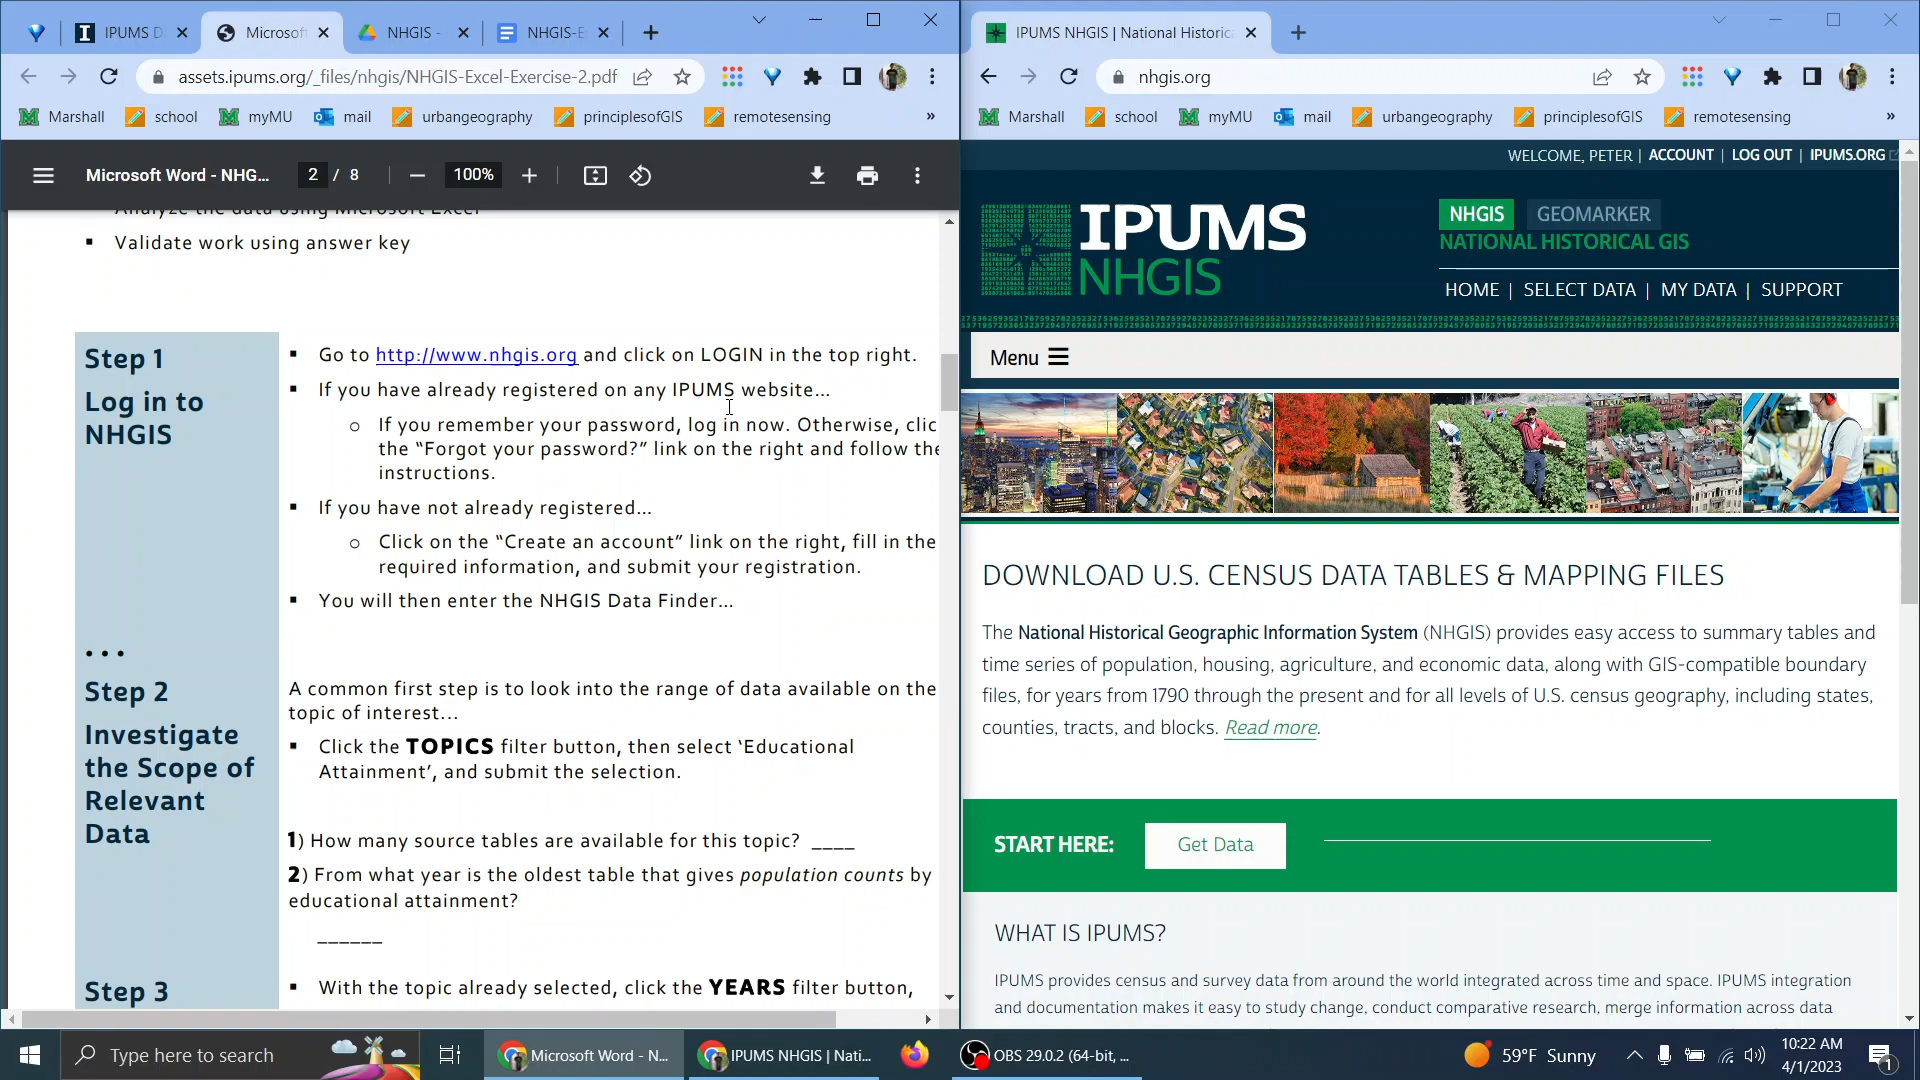 IPUMS D
Microsof
NHGIS -
NHGIS-E
assets.ipums.org/_files/nhgis/NHGIS-Excel-Exercise-2.pdf
Marshall
school
myMU
mail
urbangeography
principlesofGIS
remotesensing
»
Microsoft Word - NHG...
2 / 8
100%
Analyze the data using Microsoft Excel
▪ Validate work using answer key
Step 1
Log in to
NHGIS
▪ Go to http://www.nhgis.org and click on LOGIN in the top right.
▪ If you have already registered on any IPUMS website...
o If you remember your password, log in now. Otherwise, clic
the “Forgot your password?” link on the right and follow the
instructions.
▪ If you have not already registered...
o Click on the “Create an account” link on the right, fill in the
required information, and submit your registration.
▪ You will then enter the NHGIS Data Finder...
...
Step 2
Investigate
the Scope of
Relevant
Data
A common first step is to look into the range of data available on the
topic of interest...
▪ Click the TOPICS filter button, then select ‘Educational
Attainment’, and submit the selection.
1) How many source tables are available for this topic? ____
2) From what year is the oldest table that gives population counts by
educational attainment?
______
Step 3
▪ With the topic already selected, click the YEARS filter button,
IPUMS NHGIS | National Historic
nhgis.org
Marshall
school
myMU
mail
urbangeography
principlesofGIS
remotesensing
»
WELCOME, PETER | ACCOUNT | LOG OUT | IPUMS.ORG
IPUMS
NHGIS
NHGIS
GEOMARKER
NATIONAL HISTORICAL GIS
HOME | SELECT DATA | MY DATA | SUPPORT
Menu
DOWNLOAD U.S. CENSUS DATA TABLES & MAPPING FILES
The National Historical Geographic Information System (NHGIS) provides easy access to summary tables and
time series of population, housing, agriculture, and economic data, along with GIS-compatible boundary
files, for years from 1790 through the present and for all levels of U.S. census geography, including states,
counties, tracts, and blocks. Read more.
START HERE:
Get Data
WHAT IS IPUMS?
IPUMS provides census and survey data from around the world integrated across time and space. IPUMS integration
and documentation makes it easy to study change, conduct comparative research, merge information across data
Type here to search
Microsoft Word - N...
IPUMS NHGIS | Nati...
OBS 29.0.2 (64-bit, ...
59°F Sunny
10:22 AM
4/1/2023
1